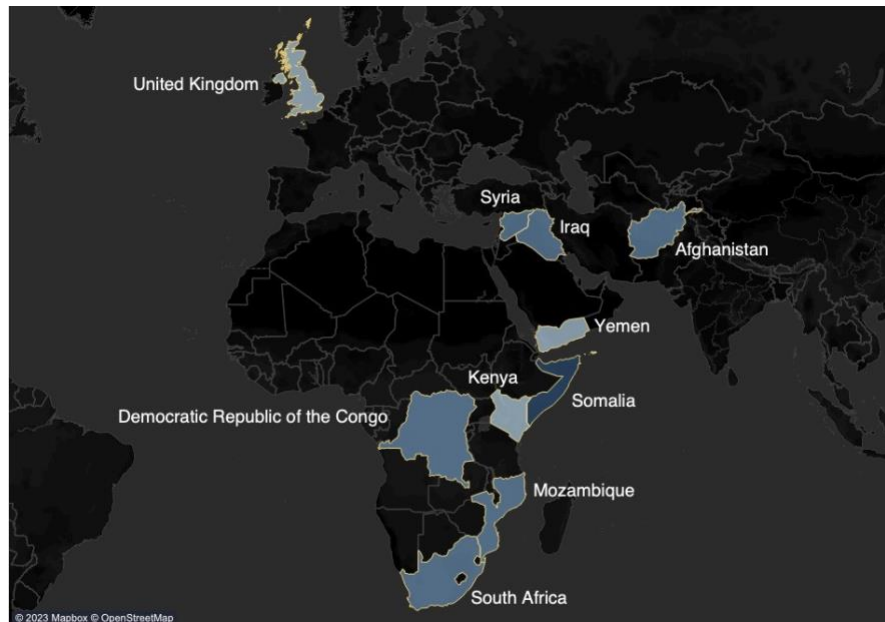 United Kingdom
Syria
Iraq
Afghanistan
Yemen
Kenya
Somalia
Democratic Republic of the Congo
Mozambique
South Africa
© 2023 Mapbox © OpenStreetMap